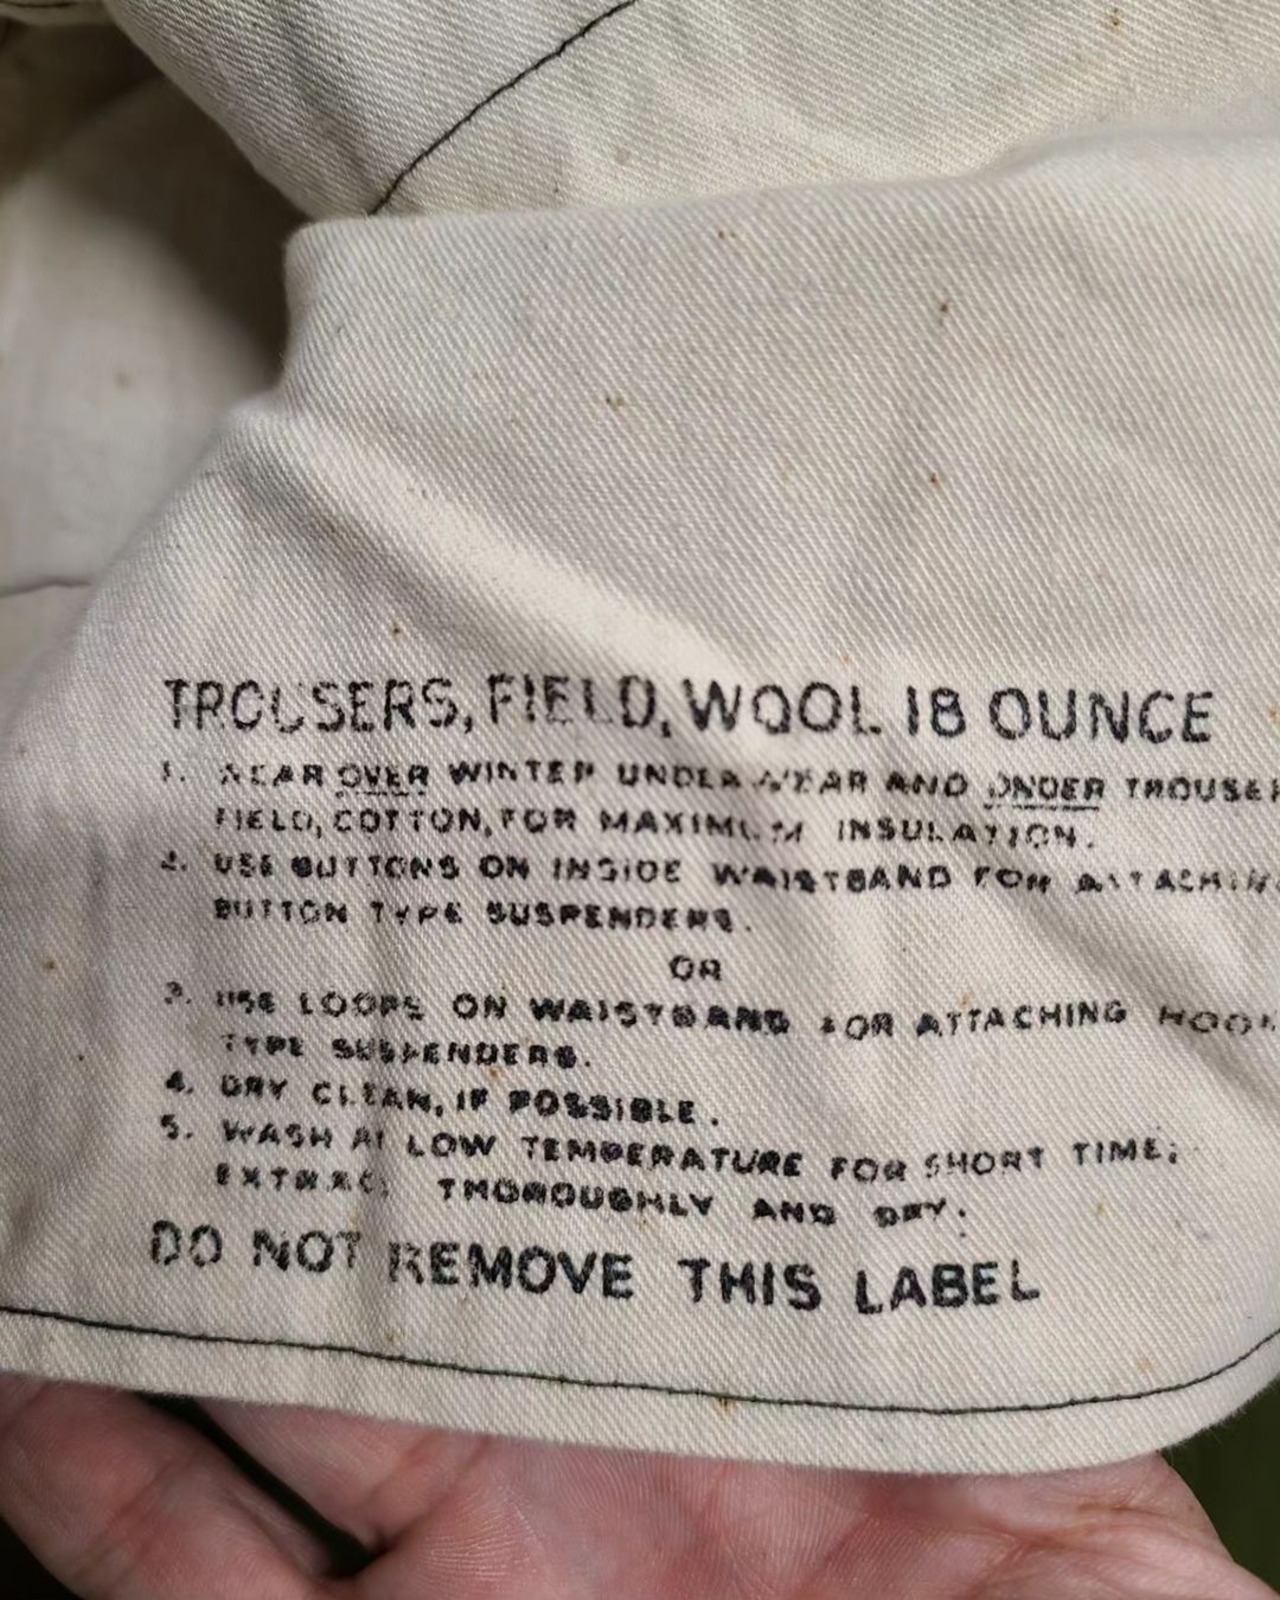 TROUSERS, FIELD, WOOL 18 OUNCE
1. WEAR OVER WINTER UNDERWEAR AND UNDER TROUSER
FIELD, COTTON, FOR MAXIMUM INSULATION.
2. USE BUTTONS ON INSIDE WAISTBAND FOR ATTACHING
BUTTON TYPE SUSPENDERS.
OR
3. USE LOOPS ON WAISTBAND FOR ATTACHING HOOK
TYPE SUSPENDERS.
4. DRY CLEAN, IF POSSIBLE.
5. WASH AT LOW TEMPERATURE FOR SHORT TIME;
EXTRACT THOROUGHLY AND DRY.
DO NOT REMOVE THIS LABEL